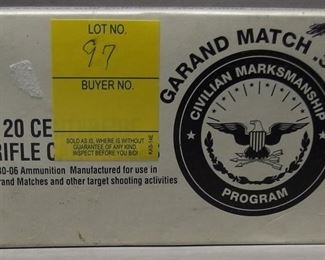 LOT NO.
97
BUYER NO.
SOLD AS IS, WHERE IS WITHOUT
GUARANTEE OF ANY KIND.
INSPECT BEFORE YOU BID!
GARAND MATCH
CIVILIAN MARKSMANSHIP
PROGRAM
20 CE
RIFLE C
30-06 Ammunition Manufactured for use in
and Matches and other target shooting activities